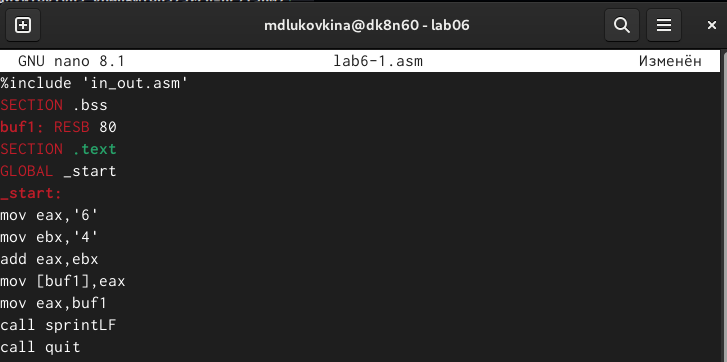 mdlukovkina@dk8n60 - lab06
GNU nano 8.1 lab6-1.asm Изменён
%include 'in_out.asm'
SECTION .bss
buf1: RESB 80
SECTION .text
GLOBAL _start
_start:
mov eax,'6'
mov ebx,'4'
add eax,ebx
mov [buf1],eax
mov eax,buf1
call sprintLF
call quit